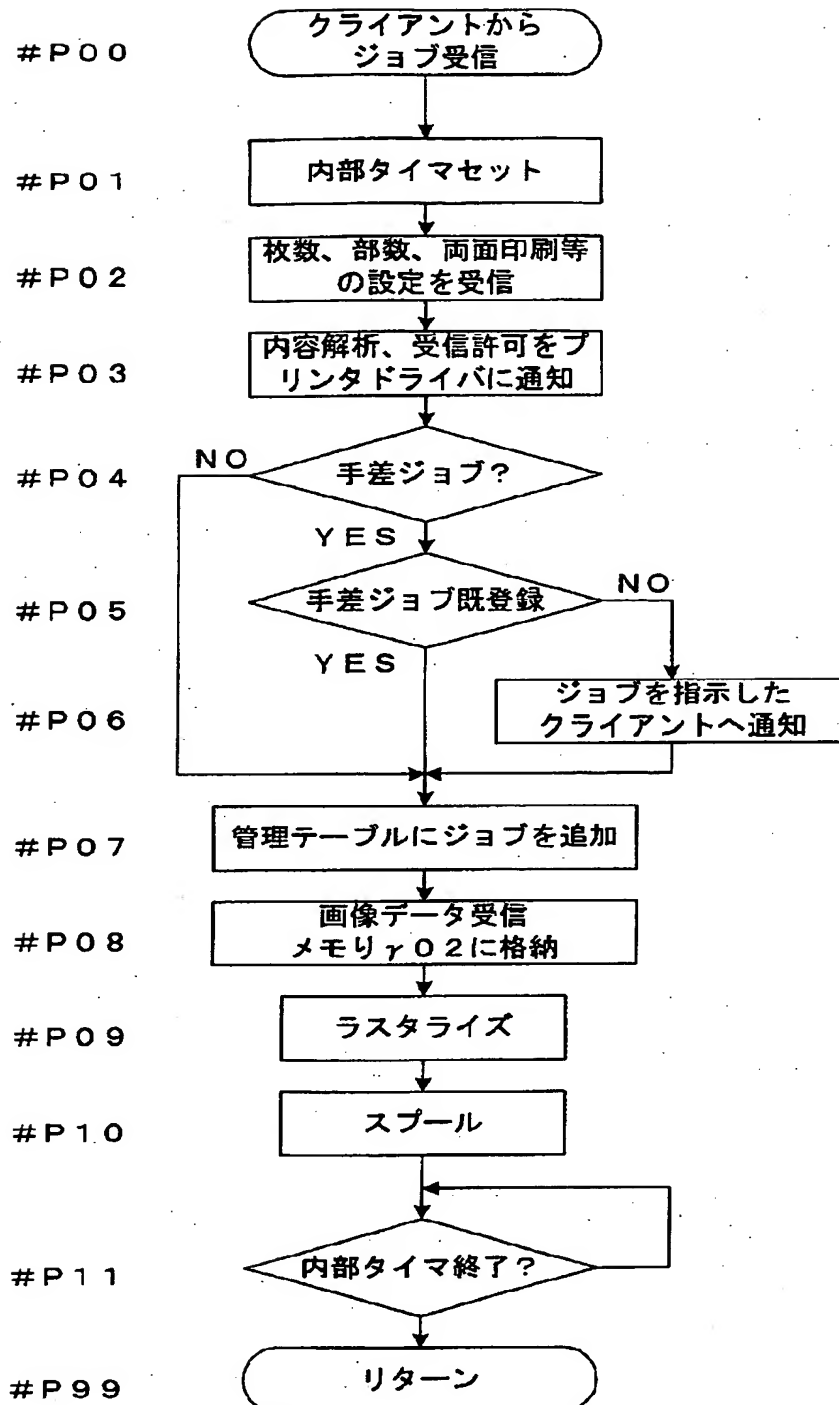 #P00
クライアントから
ジョブ受信
#P01
内部タイマセット
#P02
枚数、部数、両面印刷等
の設定を受信
#P03
内容解析、受信許可をプ
リンタドライバに通知
#P04
NO
手差ジョブ?
YES
#P05
手差ジョブ既登録
NO
YES
#P06
ジョブを指示した
クライアントへ通知
#P07
管理テーブルにジョブを追加
#P08
画像データ受信
メモリγ02に格納
#P09
ラスタライズ
#P10
スプール
#P11
内部タイマ終了?
#P99
リターン